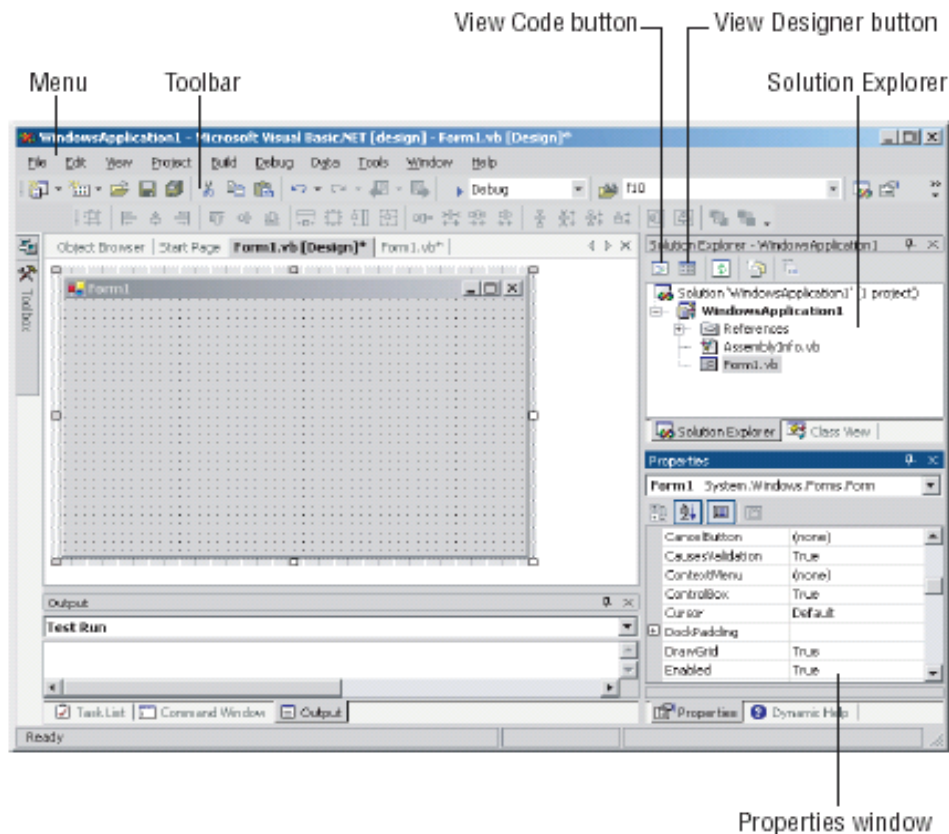 View Code button
View Designer button
Menu
Toolbar
Solution Explorer
WindowsApplication1 - Microsoft Visual Basic.NET [design] - Form1.vb [Design]*
File Edit View Project Build Debug Data Tools Window Help
Debug
f10
Toolbox
Object Browser Start Page Form1.vb [Design]* Form1.vb*
Form1
Solution Explorer - WindowsApplication1
Solution 'WindowsApplication1' (1 project)
WindowsApplication1
References
AssemblyInfo.vb
Form1.vb
Solution Explorer Class View
Properties
Form1 System.Windows.Forms.Form
CancelButton (none)
CausesValidation True
ContextMenu (none)
ControlBox True
Cursor Default
DockPadding
DrawGrid True
Enabled True
Properties Dynamic Help
Output
Test Run
Task List Command Window Output
Ready
Properties window